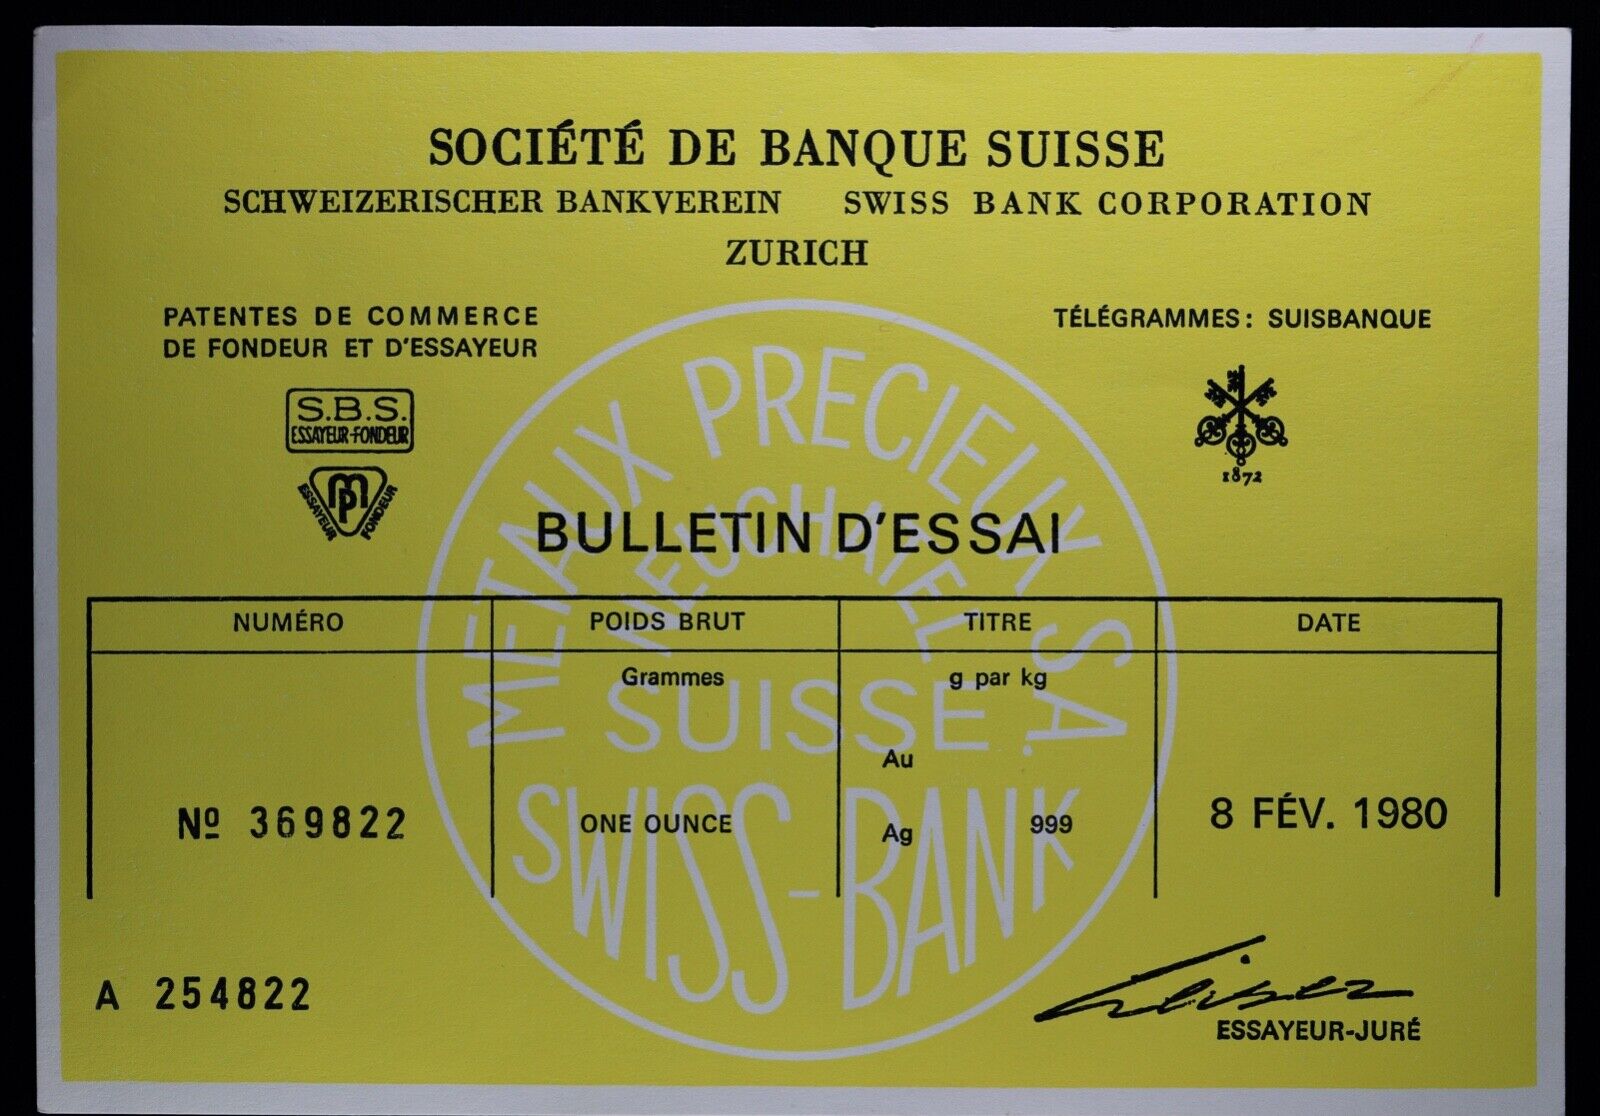 SOCIÉTÉ DE BANQUE SUISSE
SCHWEIZERISCHER BANKVEREIN SWISS BANK CORPORATION
ZURICH
PATENTES DE COMMERCE
DE FONDEUR ET D'ESSAYEUR
TÉLÉGRAMMES: SUISBANQUE
S.B.S.
ESSAYEUR-FONDEUR
MP
ESSAYEUR FONDEUR
1872
METAUX PRECIEUX SA.
NEUCHATEL
SUISSE.
SWISS-BANK
BULLETIN D'ESSAI
NUMÉRO POIDS BRUT TITRE DATE
Grammes g par kg
Au
Nº 369822 ONE OUNCE Ag 999 8 FÉV. 1980
A 254822
ESSAYEUR-JURÉ